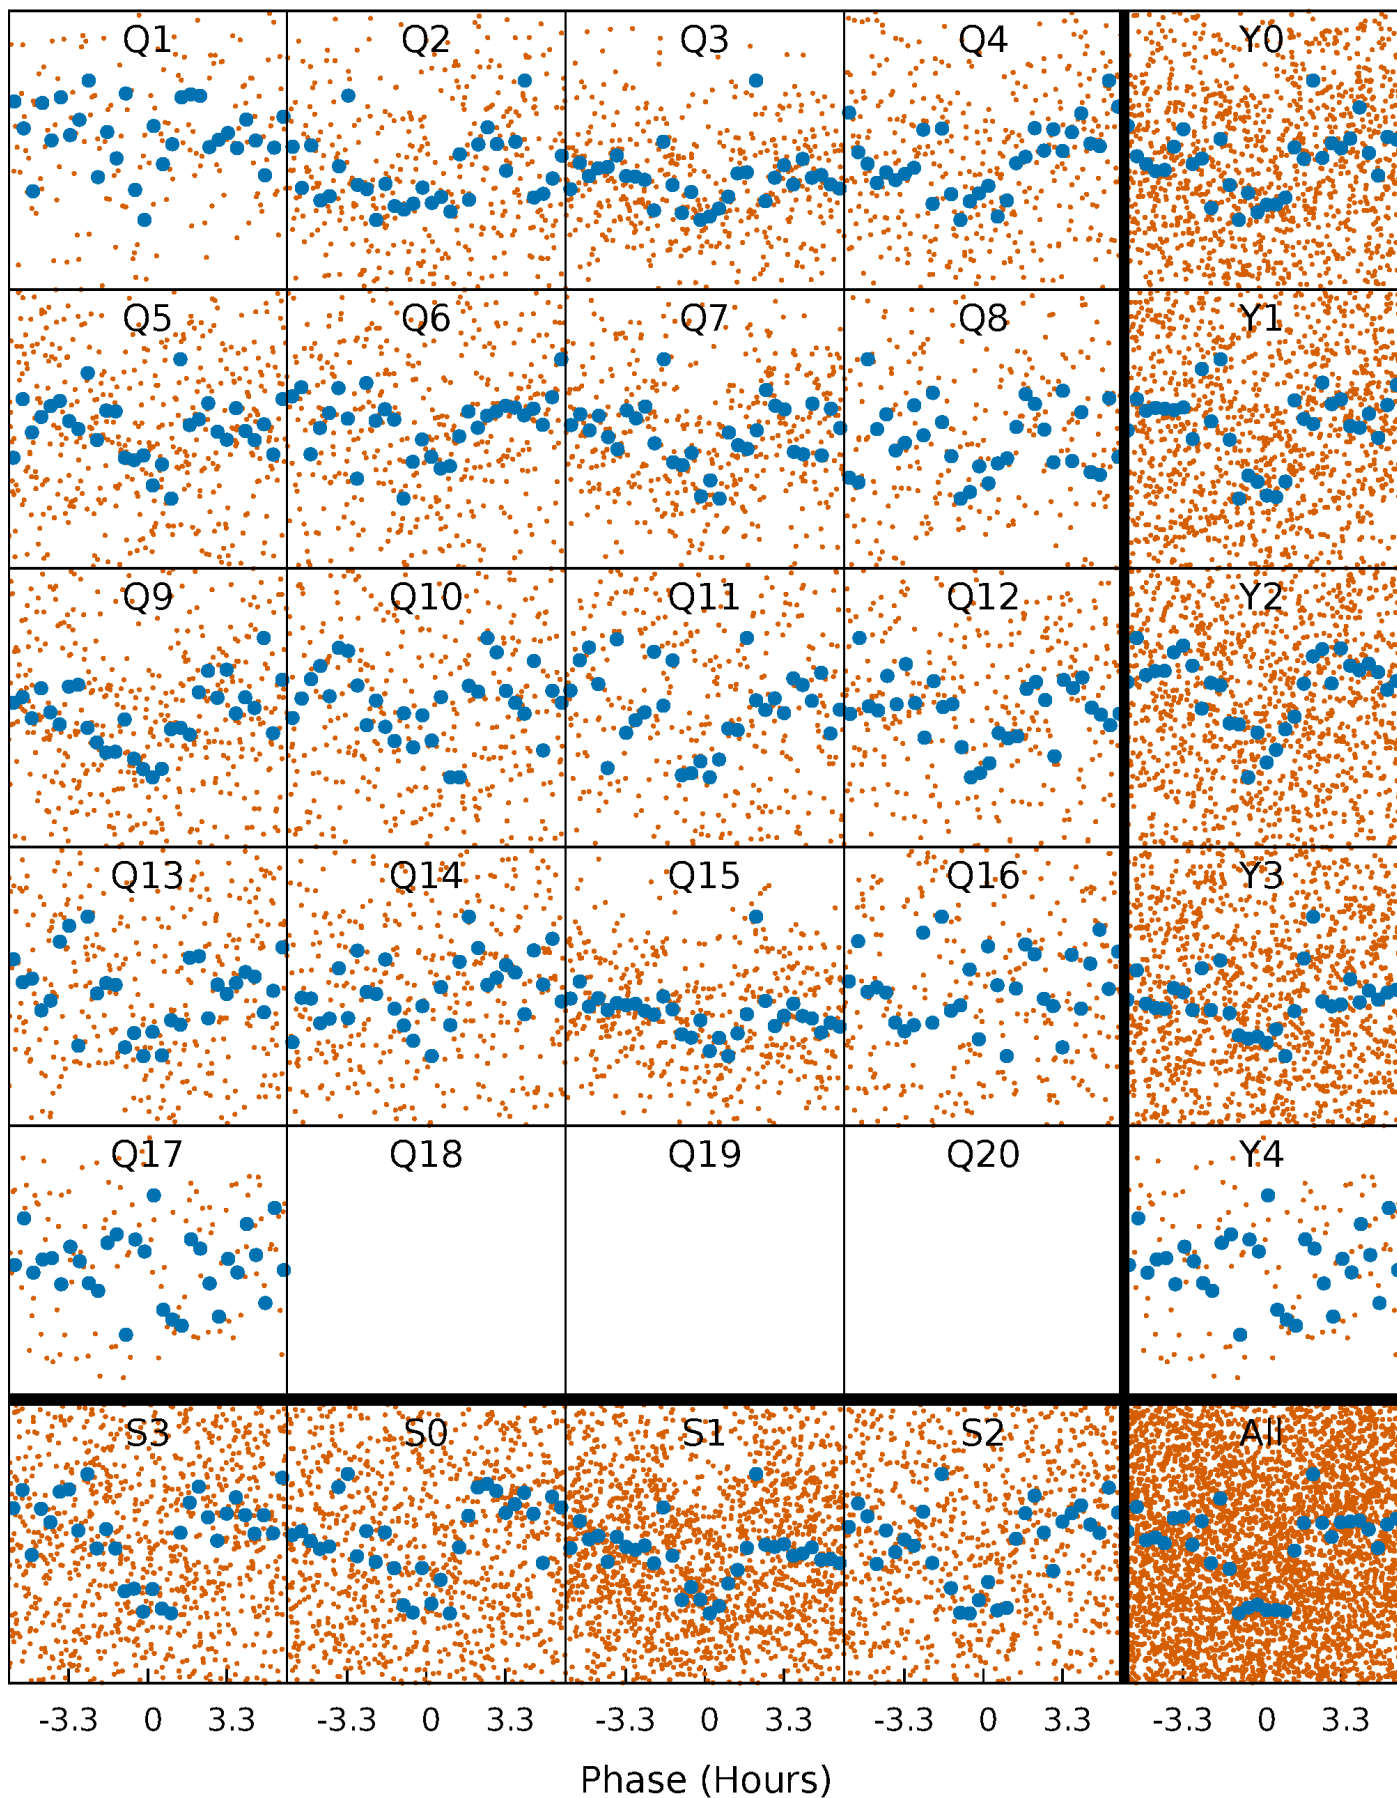 Q1 Q2 Q3 Q4 Y0
Q5 Q6 Q7 Q8 Y1
Q9 Q10 Q11 Q12 Y2
Q13 Q14 Q15 Q16 Y3
Q17 Q18 Q19 Q20 Y4
S3 S0 S1 S2 All
-3.3 0 3.3 -3.3 0 3.3 -3.3 0 3.3 -3.3 0 3.3 -3.3 0 3.3
Phase (Hours)